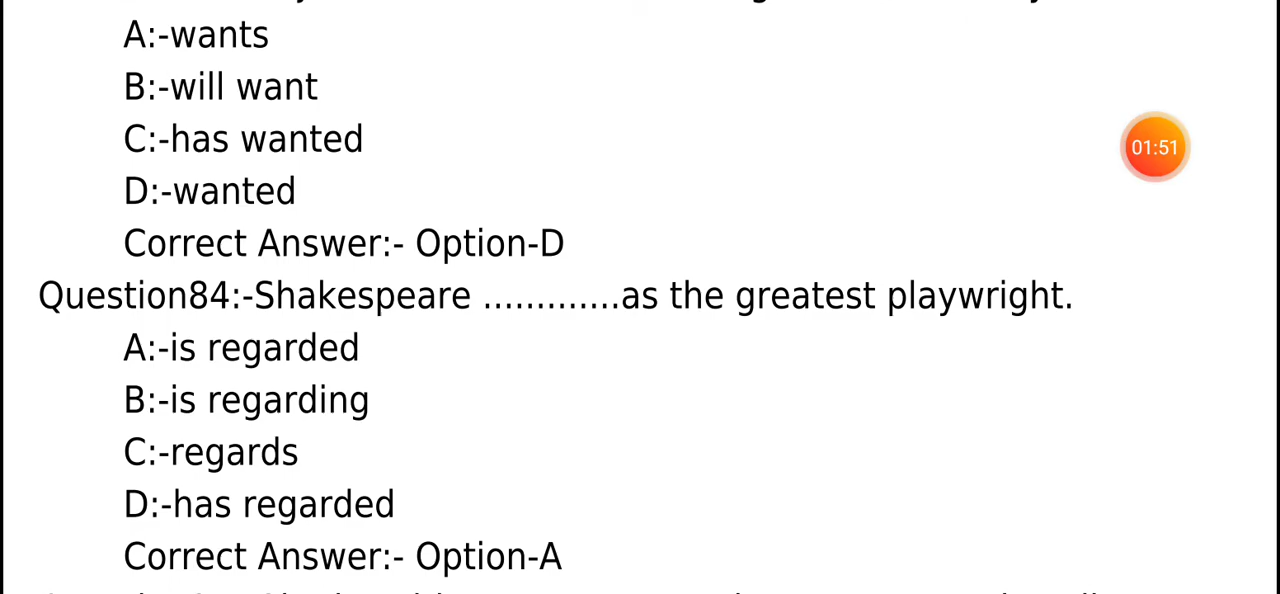 A:-wants
B:-will want
C:-has wanted
01:51
D:-wanted
Correct Answer:- Option-D
Question84:-Shakespeare .............as the greatest playwright.
A:-is regarded
B:-is regarding
C:-regards
D:-has regarded
Correct Answer:- Option-A